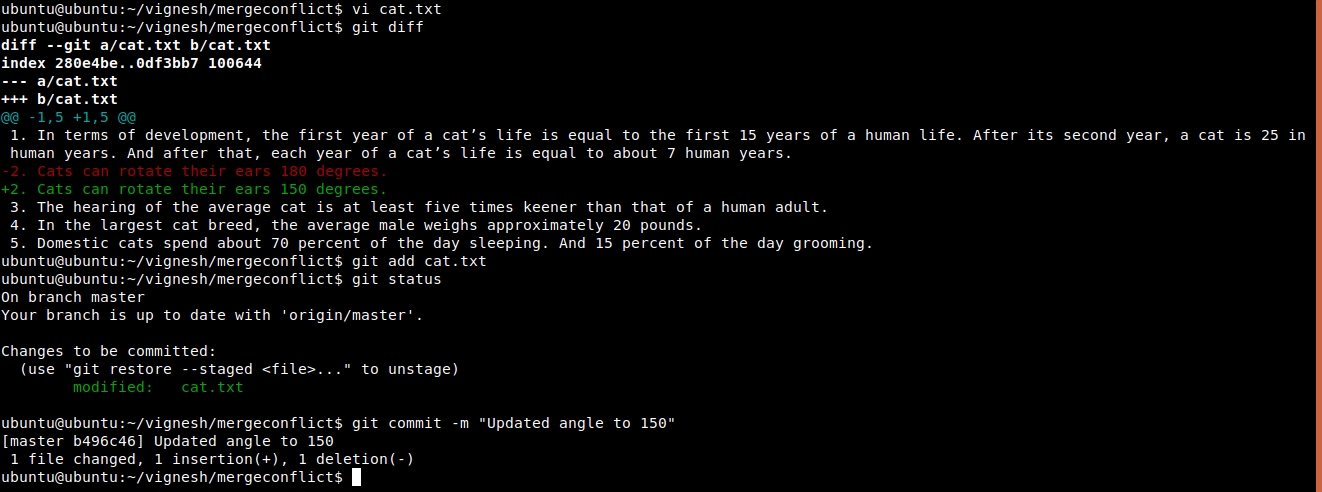 ubuntu@ubuntu:~/vignesh/mergeconflict$ vi cat.txt
ubuntu@ubuntu:~/vignesh/mergeconflict$ git diff
diff --git a/cat.txt b/cat.txt
index 280e4be..0df3bb7 100644
--- a/cat.txt
+++ b/cat.txt
@@ -1,5 +1,5 @@
 1. In terms of development, the first year of a cat’s life is equal to the first 15 years of a human life. After its second year, a cat is 25 in
 human years. And after that, each year of a cat’s life is equal to about 7 human years.
-2. Cats can rotate their ears 180 degrees.
+2. Cats can rotate their ears 150 degrees.
 3. The hearing of the average cat is at least five times keener than that of a human adult.
 4. In the largest cat breed, the average male weighs approximately 20 pounds.
 5. Domestic cats spend about 70 percent of the day sleeping. And 15 percent of the day grooming.
ubuntu@ubuntu:~/vignesh/mergeconflict$ git add cat.txt
ubuntu@ubuntu:~/vignesh/mergeconflict$ git status
On branch master
Your branch is up to date with 'origin/master'.

Changes to be committed:
  (use "git restore --staged <file>..." to unstage)
        modified:   cat.txt

ubuntu@ubuntu:~/vignesh/mergeconflict$ git commit -m "Updated angle to 150"
[master b496c46] Updated angle to 150
 1 file changed, 1 insertion(+), 1 deletion(-)
ubuntu@ubuntu:~/vignesh/mergeconflict$